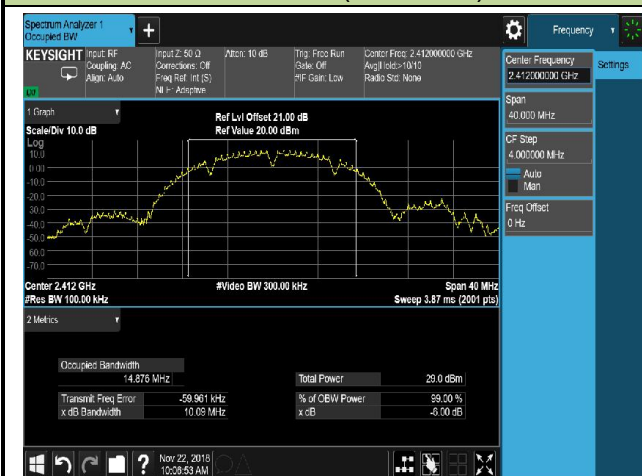 Spectrum Analyzer 1
Occupied BW
Frequency
KEYSIGHT
Input: RF
Coupling: AC
Align: Auto
Input Z: 50 Ω
Corrections: Off
Freq Ref: Int (S)
NFE: Adaptive
Atten: 10 dB
Trig: Free Run
Gate: Off
#IF Gain: Low
Center Freq: 2.412000000 GHz
Avg|Hold:>10/10
Radio Std: None
Center Frequency
2.412000000 GHz
Settings
Span
40.000 MHz
CF Step
4.000000 MHz
Auto
Man
Freq Offset
0 Hz
1 Graph
Scale/Div 10.0 dB
Ref Lvl Offset 21.00 dB
Ref Value 20.00 dBm
Log
10.0
0.00
-10.0
-20.0
-30.0
-40.0
-50.0
-60.0
-70.0
Center 2.412 GHz
#Video BW 300.00 kHz
Span 40 MHz
#Res BW 100.00 kHz
Sweep 3.87 ms (2001 pts)
2 Metrics
Occupied Bandwidth
14.876 MHz
Total Power 29.0 dBm
Transmit Freq Error -59.961 kHz
% of OBW Power 99.00 %
x dB Bandwidth 10.09 MHz
x dB -6.00 dB
Nov 22, 2018
10:06:53 AM